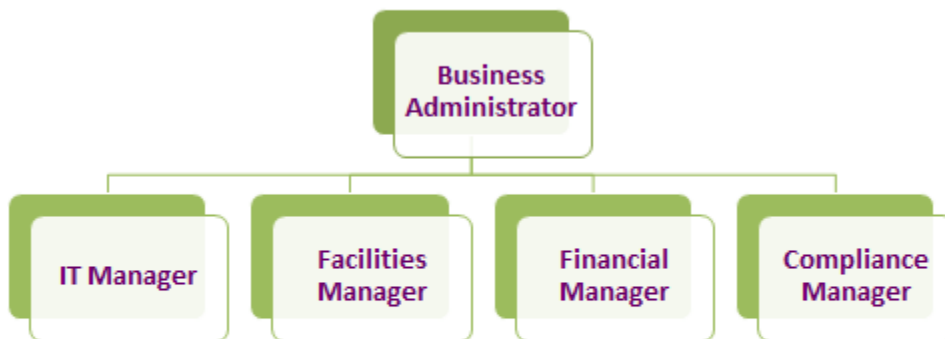 Business
Administrator
IT Manager
Facilities
Manager
Financial
Manager
Compliance
Manager